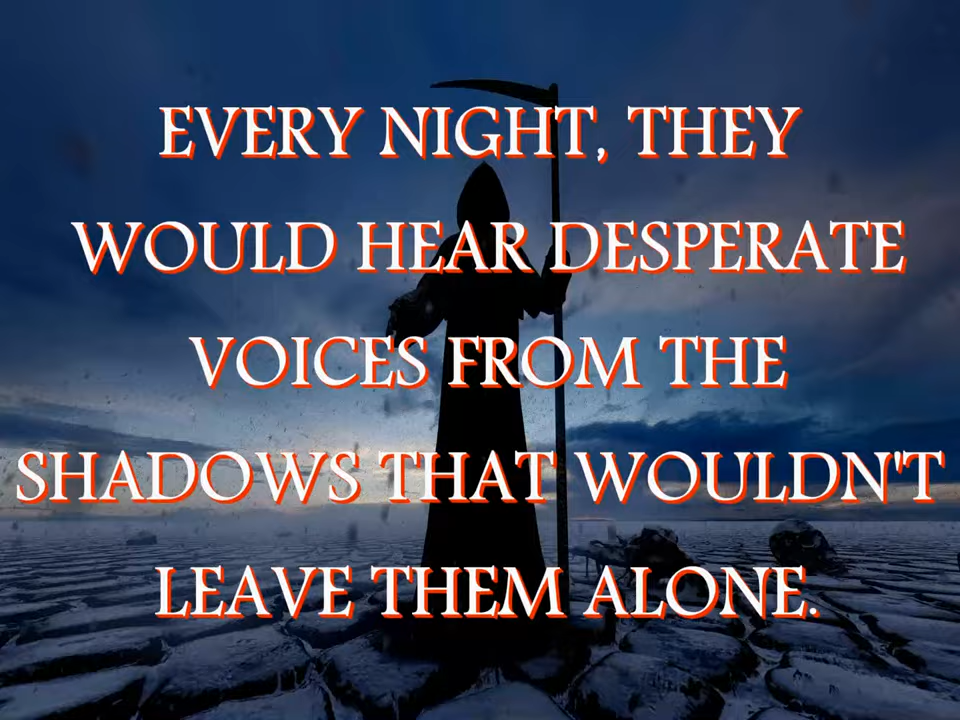 EVERY NIGHT, THEY
WOULD HEAR DESPERATE
VOICES FROM THE
SHADOWS THAT WOULDN'T
LEAVE THEM ALONE.